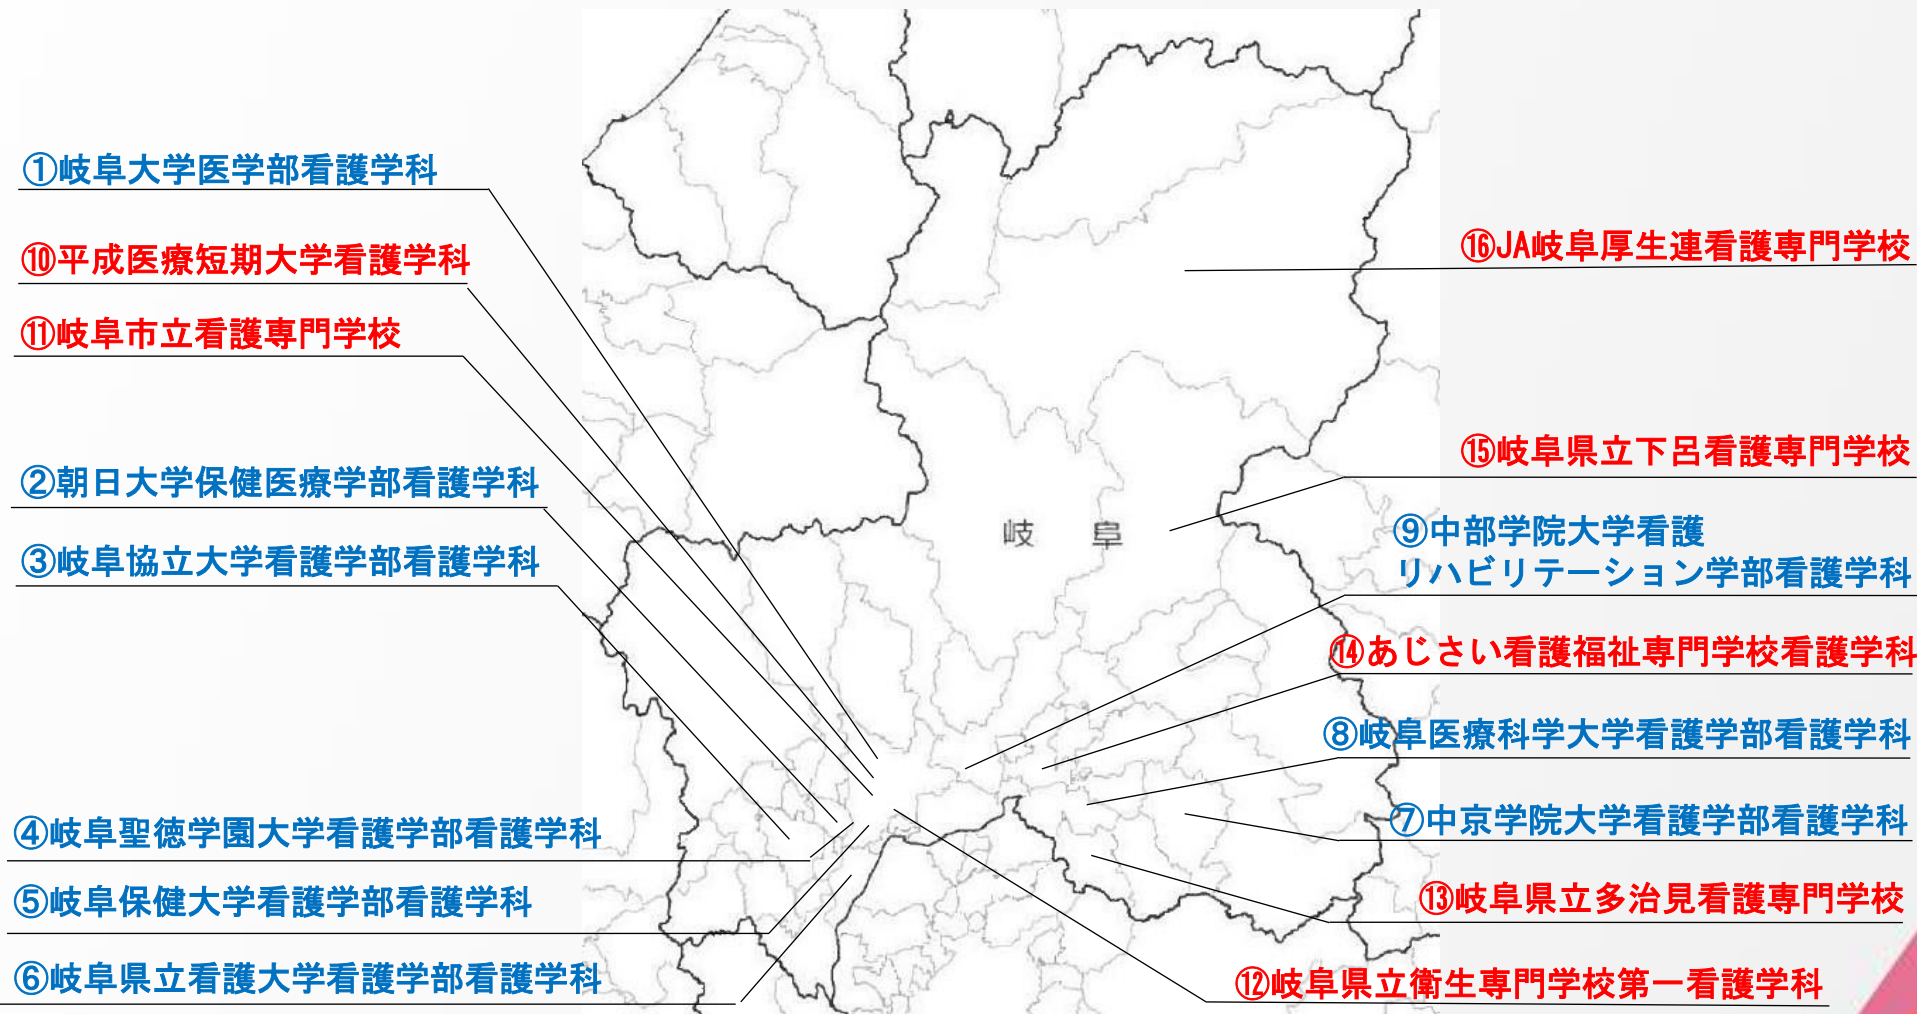 ①岐阜大学医学部看護学科
⑩平成医療短期大学看護学科
⑪岐阜市立看護専門学校
②朝日大学保健医療学部看護学科
③岐阜協立大学看護学部看護学科
④岐阜聖徳学園大学看護学部看護学科
⑤岐阜保健大学看護学部看護学科
⑥岐阜県立看護大学看護学部看護学科
岐 阜
⑯JA岐阜厚生連看護専門学校
⑮岐阜県立下呂看護専門学校
⑨中部学院大学看護
リハビリテーション学部看護学科
⑭あじさい看護福祉専門学校看護学科
⑧岐阜医療科学大学看護学部看護学科
⑦中京学院大学看護学部看護学科
⑬岐阜県立多治見看護専門学校
⑫岐阜県立衛生専門学校第一看護学科